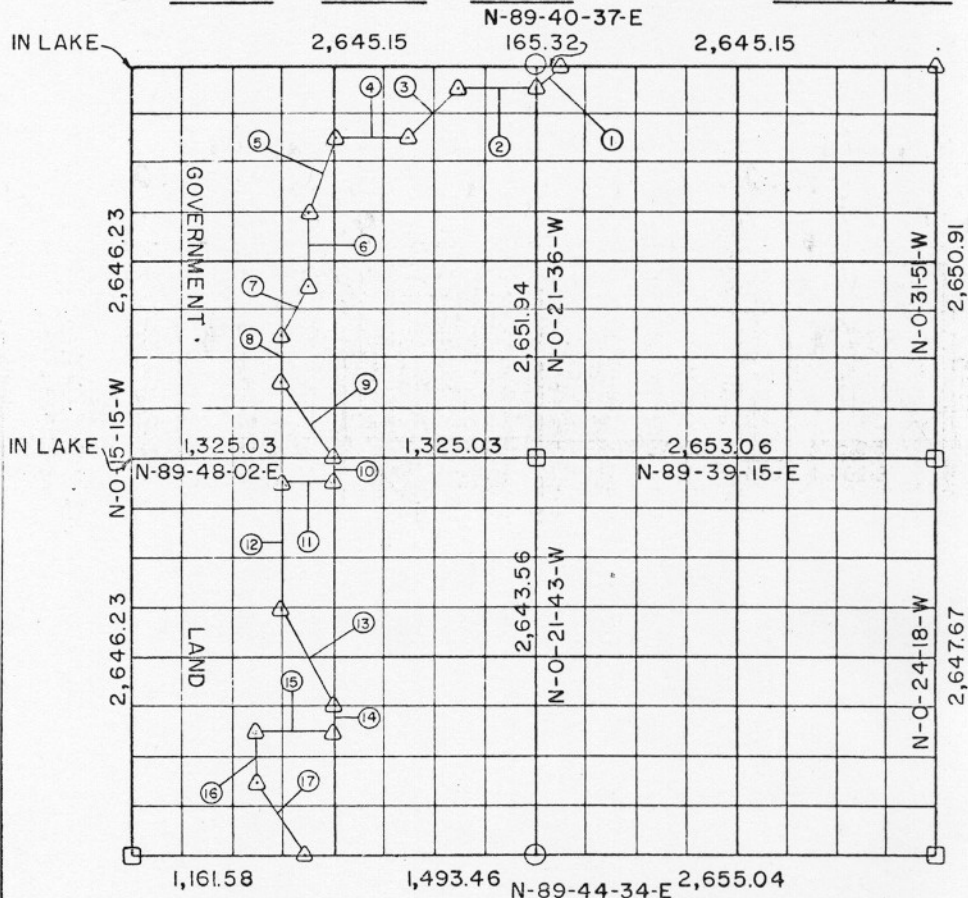 N-89-40-37-E
IN LAKE
2,645.15
165.32
2,645.15
4
3
2
1
5
GOVERNMENT
6
2,646.23
7
2,651.94
N-0-21-36-W
N-0-31-51-W
2,650.91
8
9
IN LAKE
1,325.03
1,325.03
2,653.06
N-0-15-15-W
N-89-48-02-E
10
N-89-39-15-E
12
11
2,643.56
N-0-21-43-W
2,646.23
LAND
13
N-0-24-18-W
2,647.67
15
14
16
17
1,161.58
1,493.46
N-89-44-34-E
2,655.04